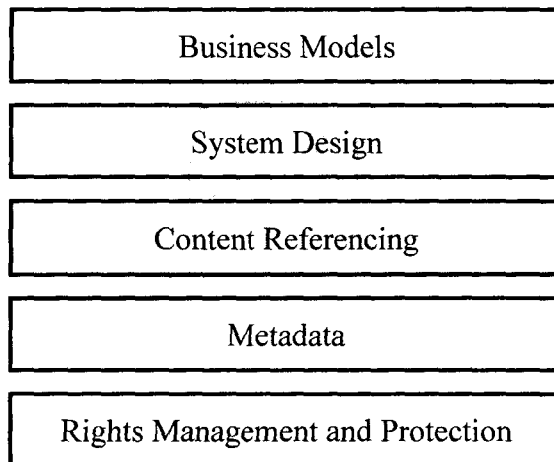 Business Models
System Design
Content Referencing
Metadata
Rights Management and Protection